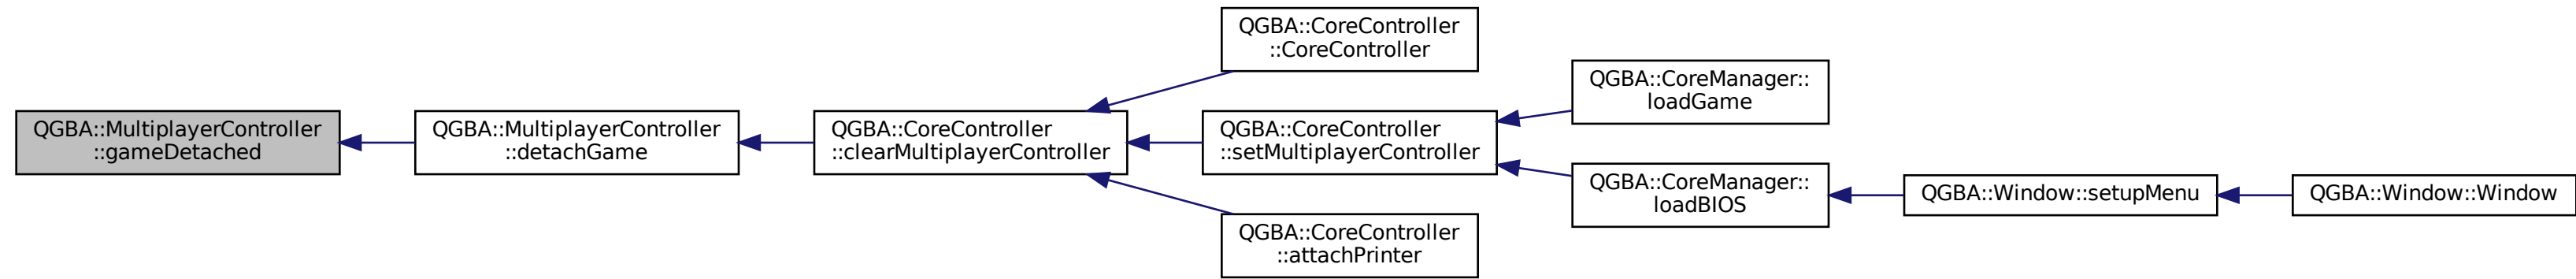 QGBA::MultiplayerController
::gameDetached
QGBA::MultiplayerController
::detachGame
QGBA::CoreController
::clearMultiplayerController
QGBA::CoreController
::CoreController
QGBA::CoreController
::setMultiplayerController
QGBA::CoreController
::attachPrinter
QGBA::CoreManager::
loadGame
QGBA::CoreManager::
loadBIOS
QGBA::Window::setupMenu
QGBA::Window::Window